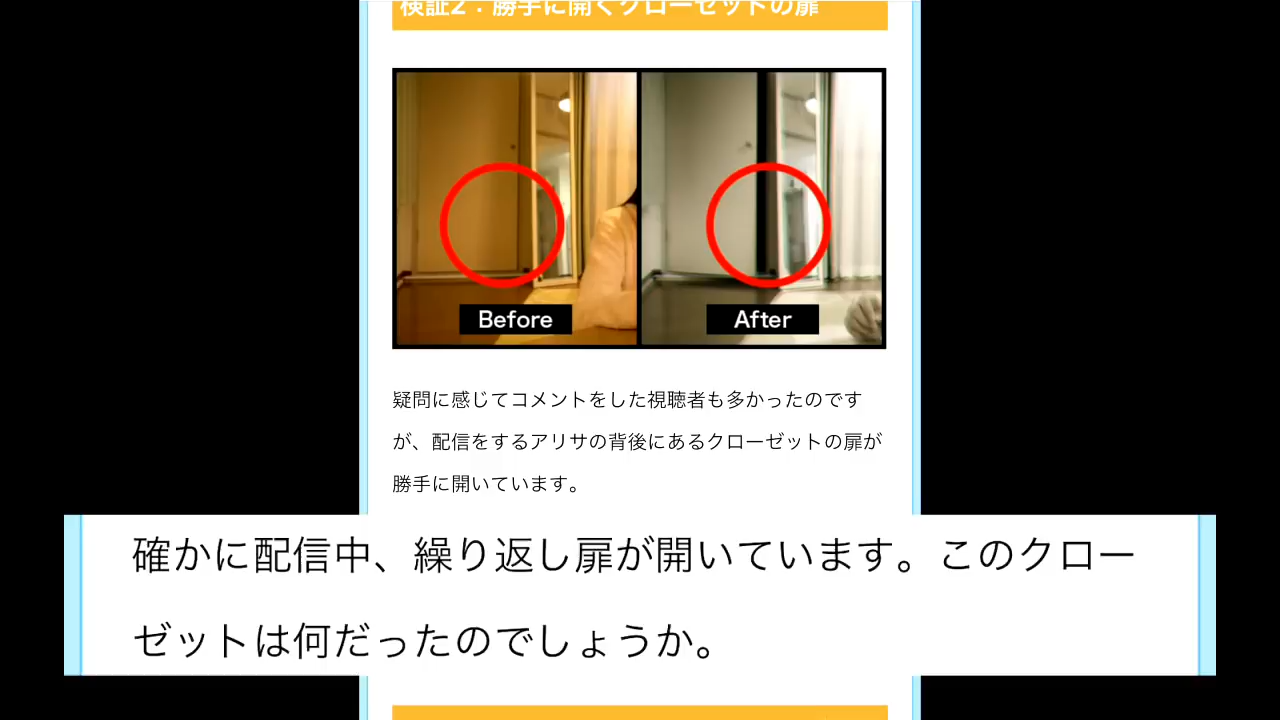 検証2：勝手に開くクローゼットの扉
Before
After
疑問に感じてコメントをした視聴者も多かったのです
が、配信をするアリサの背後にあるクローゼットの扉が
勝手に開いています。
確かに配信中、繰り返し扉が開いています。このクロー
ゼットは何だったのでしょうか。